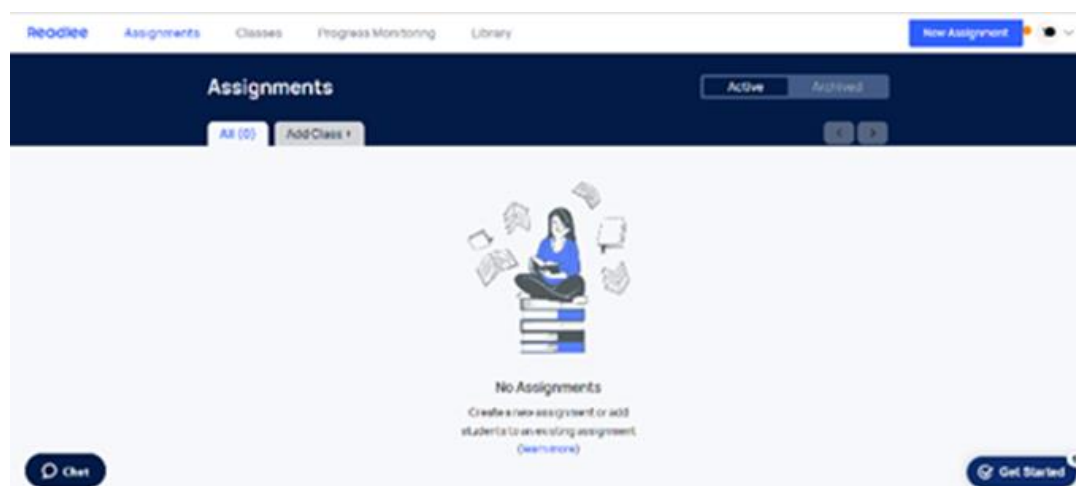 Readlee Assignments Classes Progress Monitoring Library New Assignment
Assignments
Active Archived
All (0) Add Class
No Assignments
Create a new assignment or add
students to an existing assignment
(learn more)
Chat
Get Started